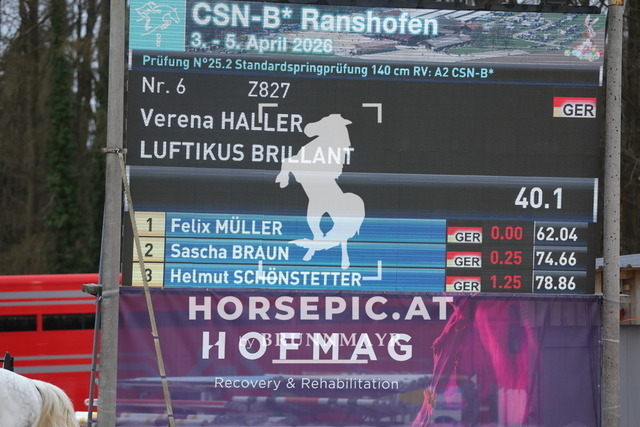 CSN-B* Ranshofen
3. - 5. April 2026
Prüfung N°25.2 Standardspringprüfung 140 cm RV: A2 CSN-B*
Nr. 6 Z827
Verena HALLER GER
LUFTIKUS BRILLANT
40.1
1 Felix MÜLLER GER 0.00 62.04
2 Sascha BRAUN GER 0.25 74.66
3 Helmut SCHÖNSTETTER GER 1.25 78.86
HORSEPIC.AT
by BRUNNMAYR
HOFMAG
Recovery & Rehabilitation